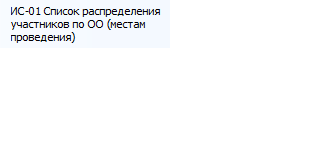 ИС-01 Список распределения
участников по ОО (местам
проведения)